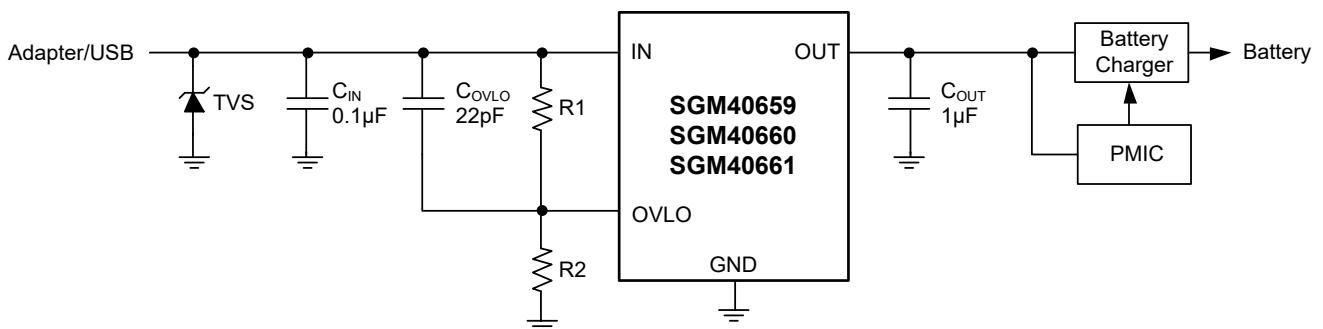 Adapter/USB
TVS
CIN
0.1µF
COVLO
22pF
R1
R2
IN
OUT
SGM40659
SGM40660
SGM40661
OVLO
GND
COUT
1µF
Battery
Charger
Battery
PMIC